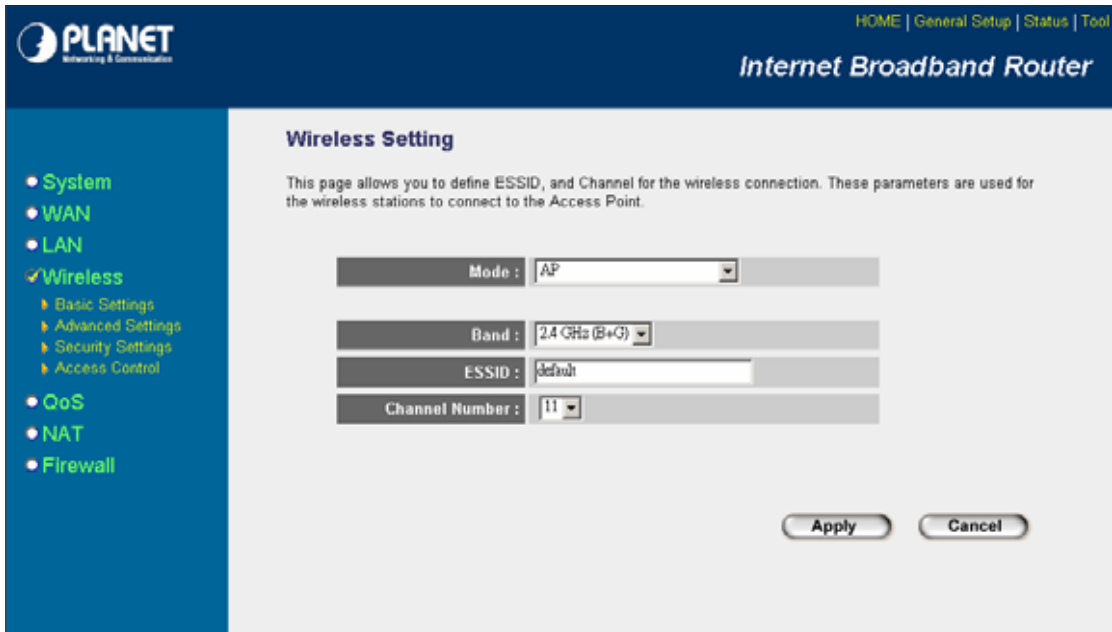 PLANET
Networking & Communication
HOME | General Setup | Status | Tool
Internet Broadband Router
System
WAN
LAN
Wireless
Basic Settings
Advanced Settings
Security Settings
Access Control
QoS
NAT
Firewall
Wireless Setting
This page allows you to define ESSID, and Channel for the wireless connection. These parameters are used for
the wireless stations to connect to the Access Point.
Mode : AP
Band : 2.4 GHz (B+G)
ESSID : default
Channel Number : 11
Apply Cancel